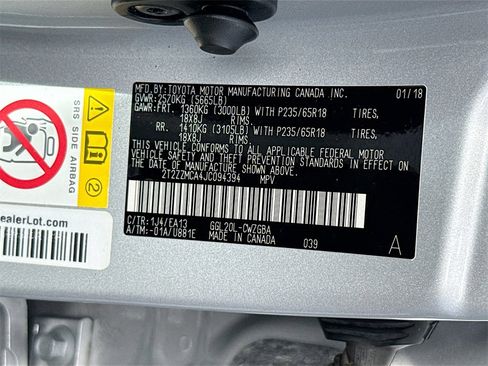 MFD.BY:TOYOTA MOTOR MANUFACTURING CANADA INC. 01/18
GVWR:2570KG (5665LB)
GAWR:FRT. 1360KG (3000LB) WITH P235/65R18 TIRES,
18X8J RIMS,
RR. 1410KG (3105LB) WITH P235/65R18 TIRES,
18X8J RIMS,
THIS VEHICLE CONFORMS TO ALL APPLICABLE FEDERAL MOTOR
VEHICLE SAFETY AND THEFT PREVENTION STANDARDS IN EFFECT
ON THE DATE OF MANUFACTURE SHOWN ABOVE.
2T2ZZMCA4JC094394 MPV
C/TR:1J4/EA13 GGL20L-CWZGBA
A/TM:-01A/U881E MADE IN CANADA 039 A
SRS SIDE AIRBAG
2
ealerLot.com